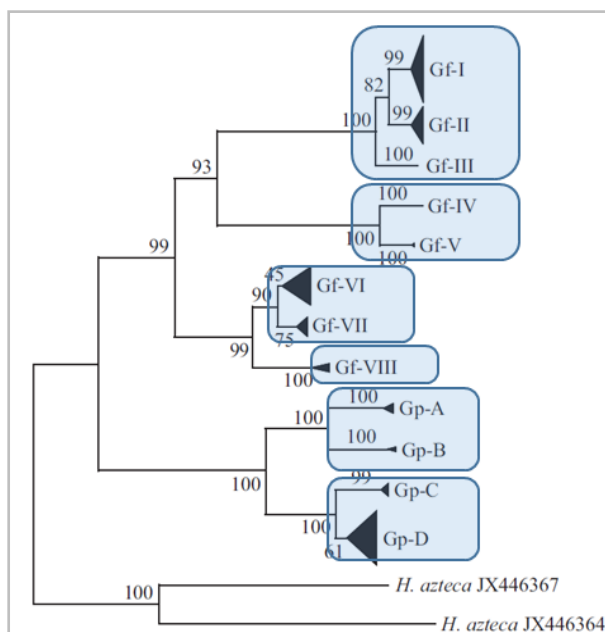 99
Gf-I
82
99
Gf-II
100
100
Gf-III
93
100
Gf-IV
99
100
Gf-V
100
45
Gf-VI
90
Gf-VII
75
99
Gf-VIII
100
100
Gp-A
100
100
Gp-B
99
100
Gp-C
100
Gp-D
61
100
H. azteca JX446367
H. azteca JX446364